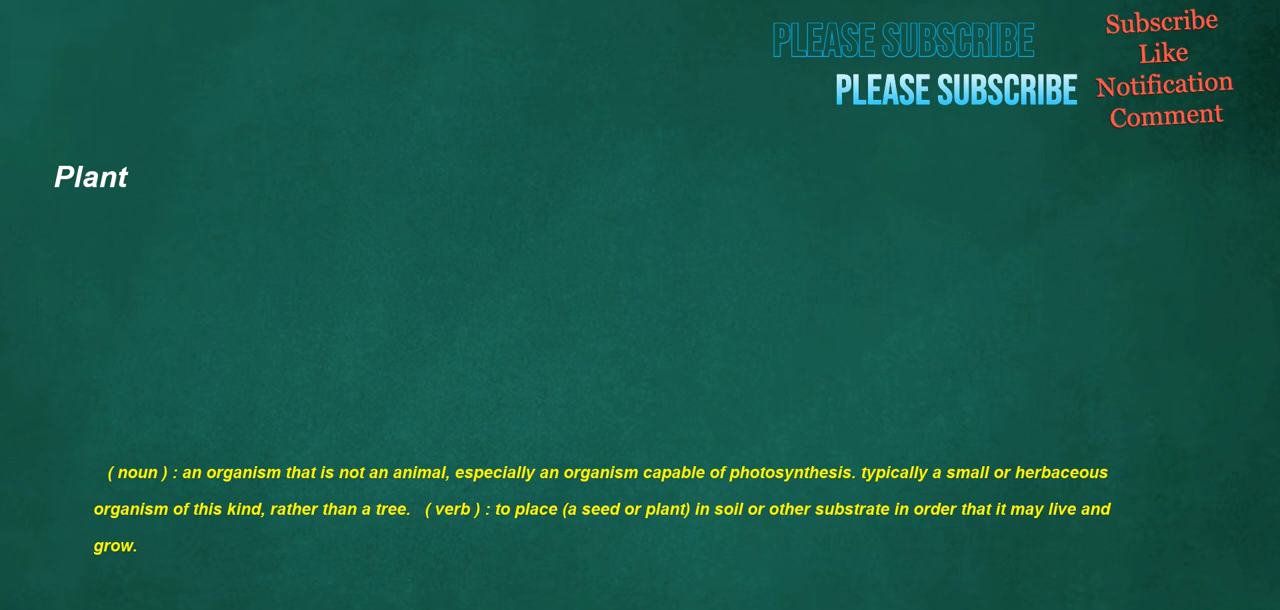 PLEASE SUBSCRIBE
PLEASE SUBSCRIBE
Subscribe
Like
Notification
Comment
Plant
( noun ) : an organism that is not an animal, especially an organism capable of photosynthesis. typically a small or herbaceous
organism of this kind, rather than a tree. ( verb ) : to place (a seed or plant) in soil or other substrate in order that it may live and
grow.